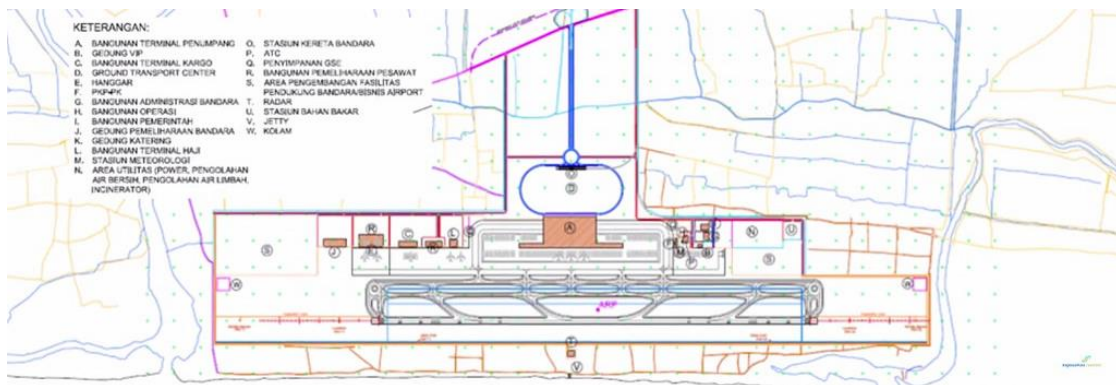 KETERANGAN:
A. BANGUNAN TERMINAL PENUMPANG
B. GEDUNG VIP
C. BANGUNAN TERMINAL KARGO
D. GROUND TRANSPORT CENTER
E. HANGGAR
F. PKP-PK
G. BANGUNAN ADMINISTRASI BANDARA
H. BANGUNAN OPERASI
I. BANGUNAN PEMERINTAH
J. GEDUNG PEMELIHARAAN BANDARA
K. GEDUNG KATERING
L. BANGUNAN TERMINAL HAJI
M. STASIUN METEOROLOGI
N. AREA UTILITAS (POWER, PENGOLAHAN
AIR BERSIH, PENGOLAHAN AIR LIMBAH,
INCINERATOR)
O. STASIUN KERETA BANDARA
P. ATC
Q. PENYIMPANAN GSE
R. BANGUNAN PEMELIHARAAN PESAWAT
S. AREA PENGEMBANGAN FASILITAS
PENDUKUNG BANDARA/BISNIS AIRPORT
T. RADAR
U. STASIUN BAHAN BAKAR
V. JETTY
W. KOLAM
D
A
R
C
L
N
U
S
J
S
W
W
ARP
T
V